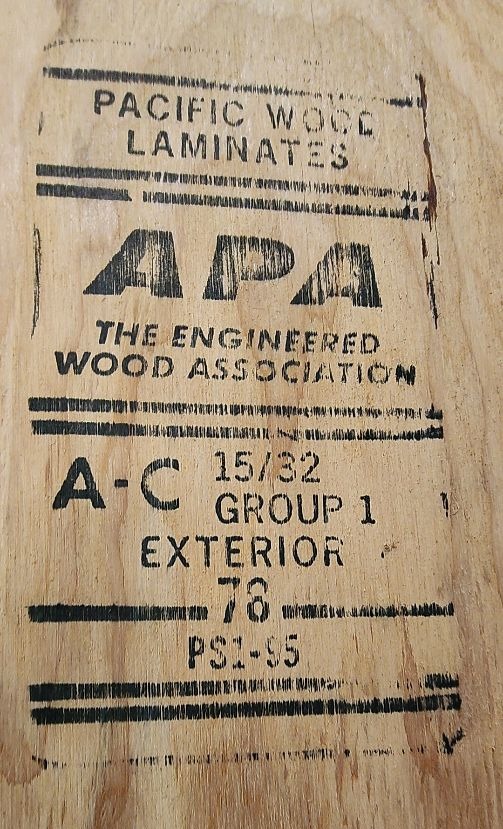 PACIFIC WOOD
LAMINATES
APA
THE ENGINEERED
WOOD ASSOCIATION
A-C 15/32
GROUP 1
EXTERIOR
78
PS1-95